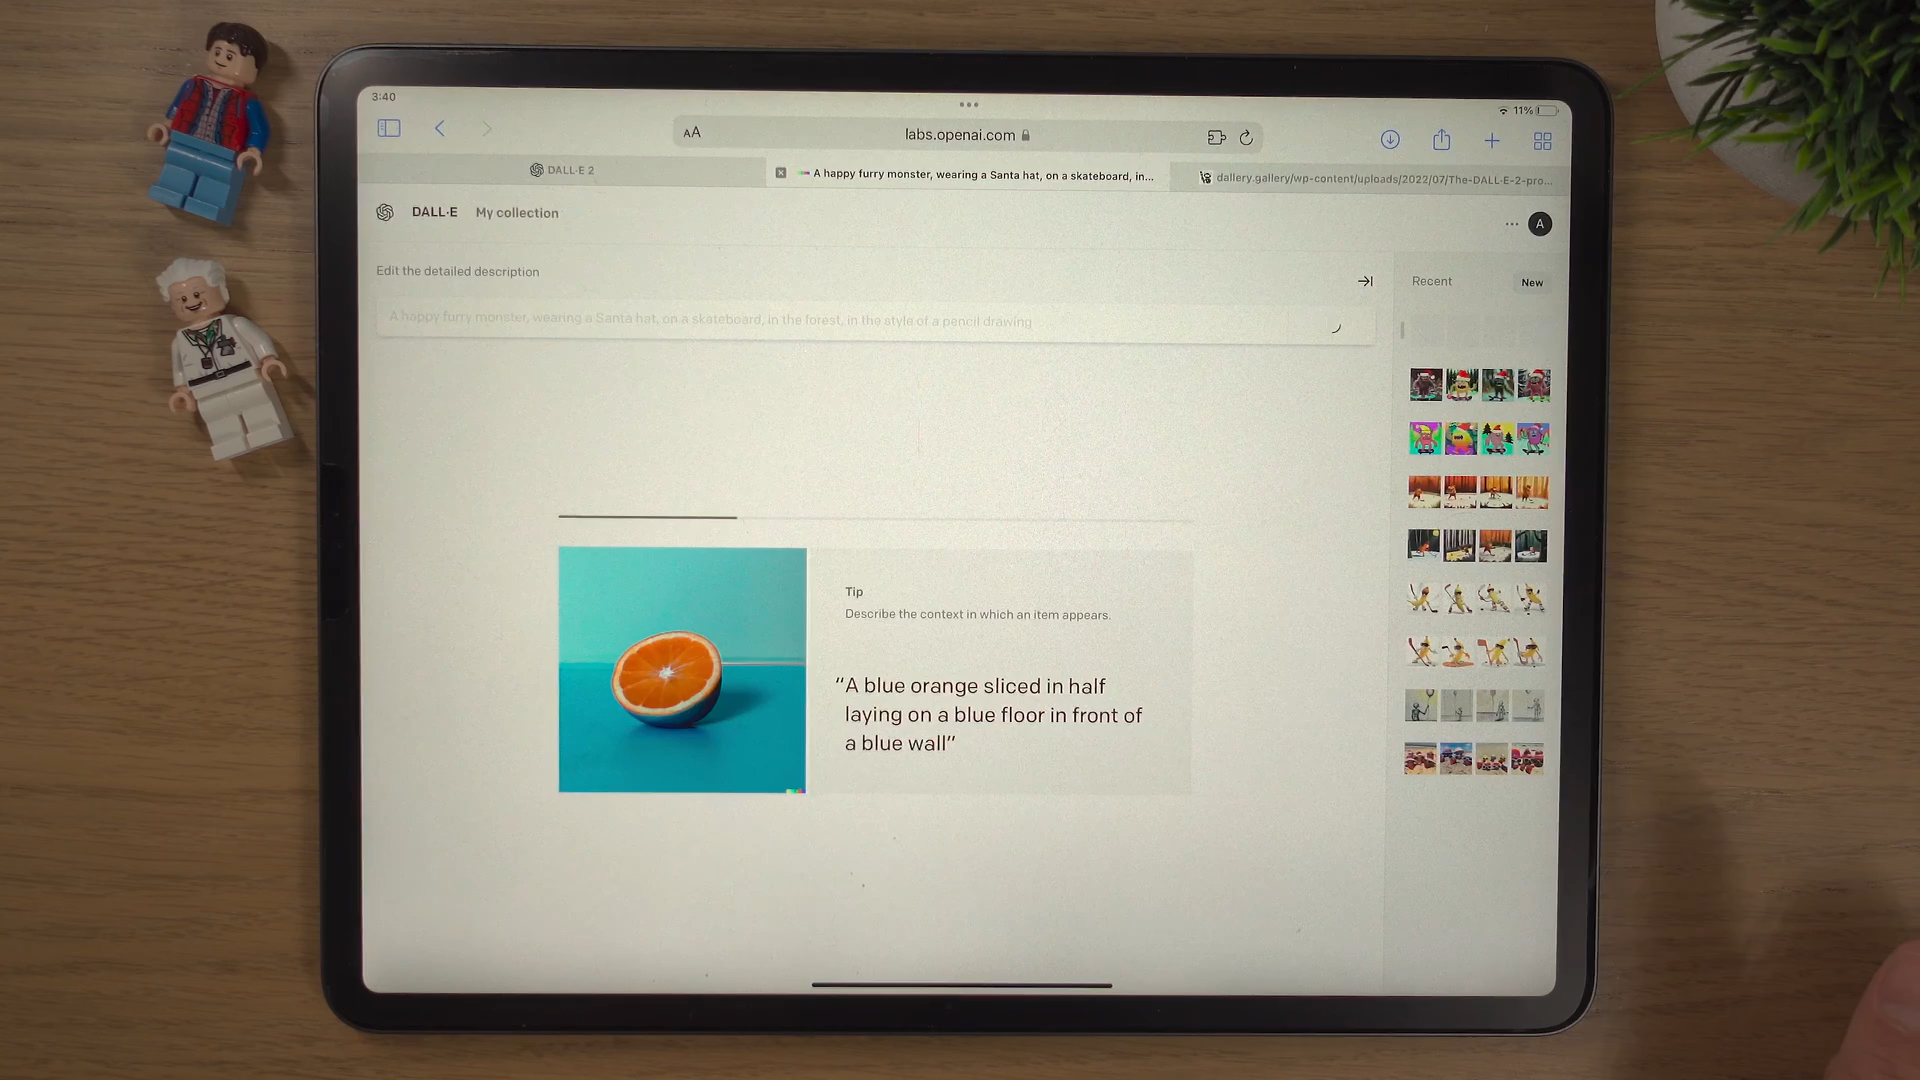 3:40
11%
AA
labs.openai.com
DALL·E 2
A happy furry monster, wearing a Santa hat, on a skateboard, in...
dallery.gallery/wp-content/uploads/2022/07/The-DALL-E-2-pro...
DALL·E My collection
A
Edit the detailed description
Recent
New
A happy furry monster, wearing a Santa hat, on a skateboard, in the forest, in the style of a pencil drawing
Tip
Describe the context in which an item appears.
“A blue orange sliced in half
laying on a blue floor in front of
a blue wall”